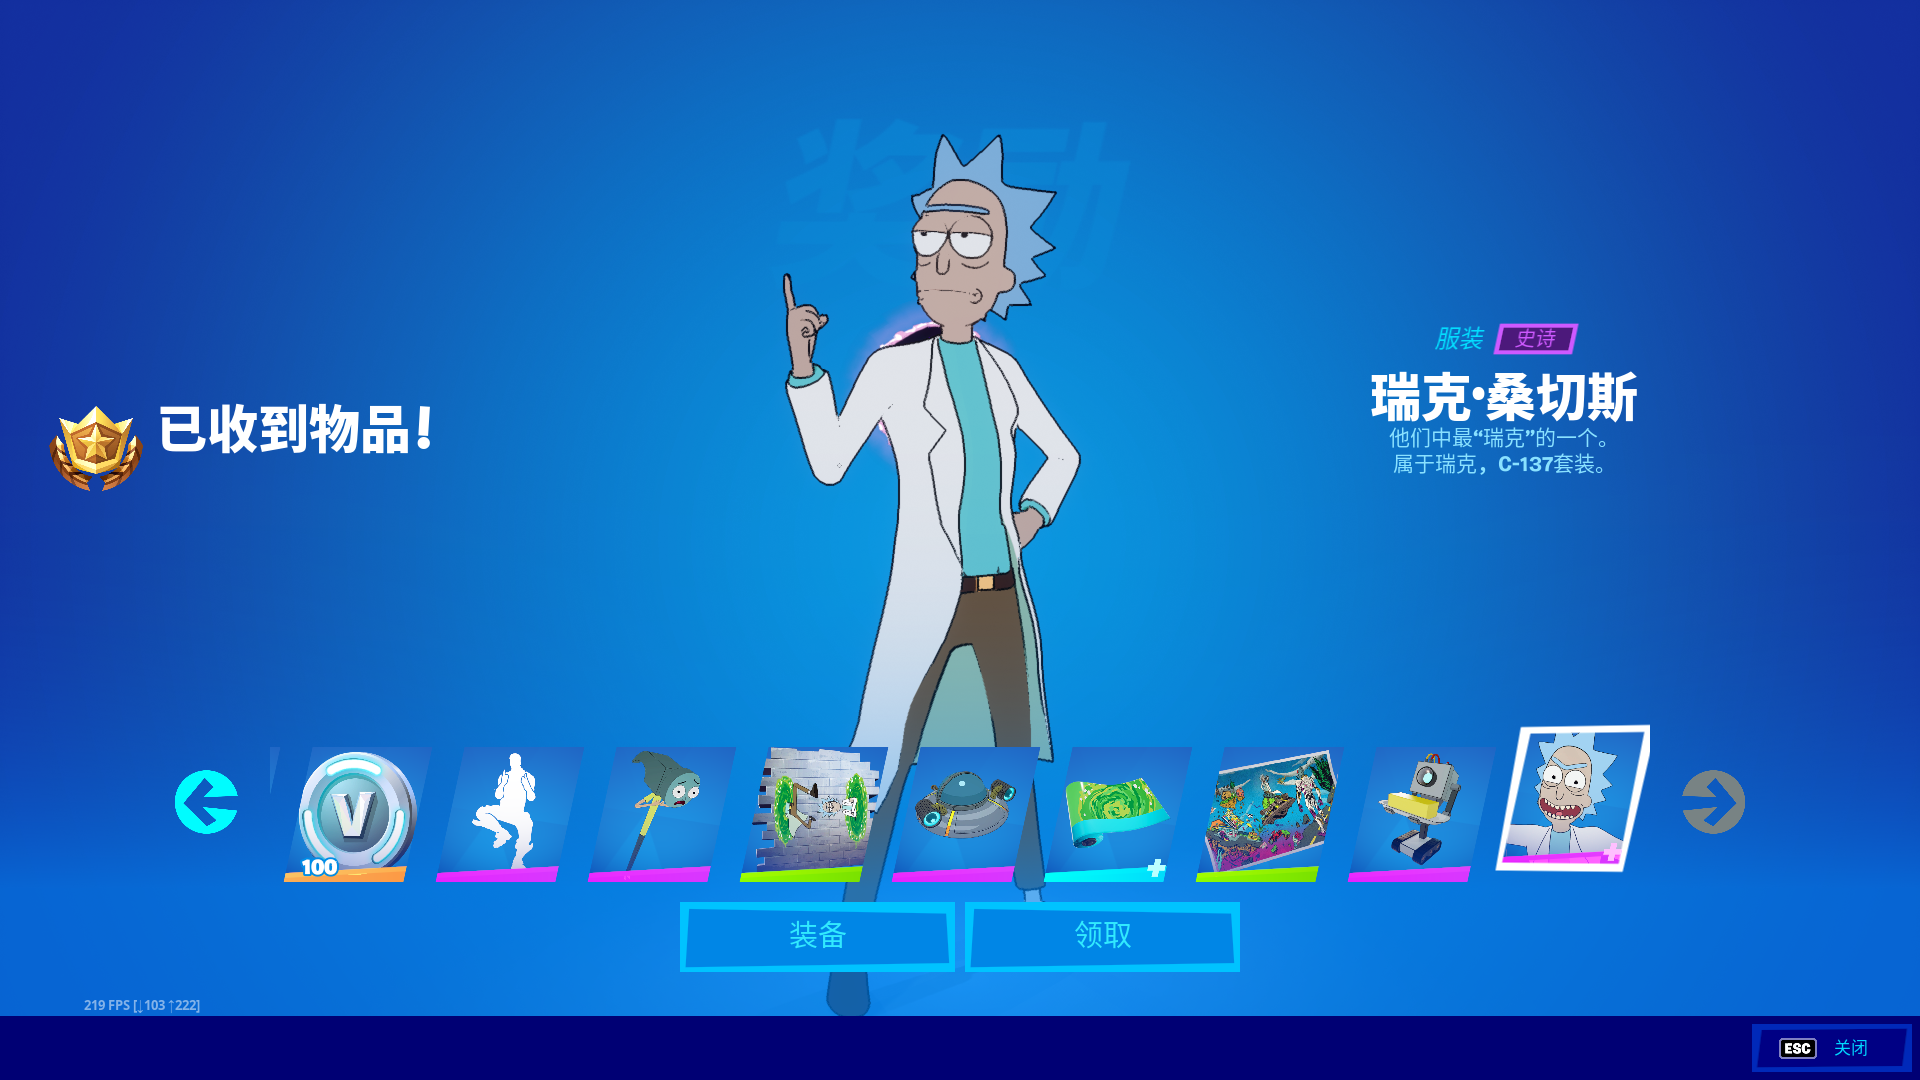 奖励
服装 史诗
瑞克·桑切斯
他们中最“瑞克”的一个。
属于瑞克，C-137套装。
已收到物品！
V
100
装备
领取
219 FPS [↓103 ↑222]
ESC 关闭